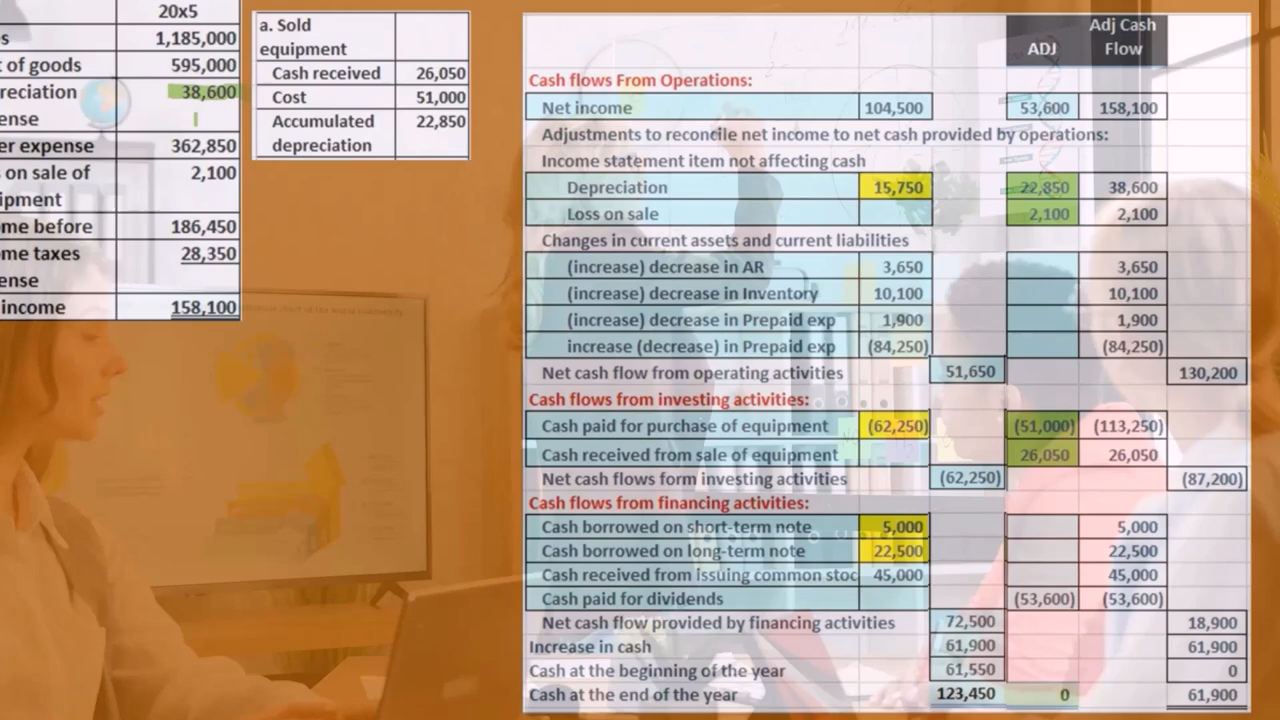 20x5
s 1,185,000
t of goods 595,000
reciation 38,600
ense
er expense 362,850
s on sale of 2,100
ipment
me before 186,450
me taxes 28,350
ense
income 158,100
a. Sold
equipment
Cash received 26,050
Cost 51,000
Accumulated 22,850
depreciation
Adj Cash
ADJ Flow
Cash flows From Operations:
Net income 104,500 53,600 158,100
Adjustments to reconcile net income to net cash provided by operations:
Income statement item not affecting cash
Depreciation 15,750 22,850 38,600
Loss on sale 2,100 2,100
Changes in current assets and current liabilities
(increase) decrease in AR 3,650 3,650
(increase) decrease in Inventory 10,100 10,100
(increase) decrease in Prepaid exp 1,900 1,900
increase (decrease) in Prepaid exp (84,250) (84,250)
Net cash flow from operating activities 51,650 130,200
Cash flows from investing activities:
Cash paid for purchase of equipment (62,250) (51,000) (113,250)
Cash received from sale of equipment 26,050 26,050
Net cash flows form investing activities (62,250) (87,200)
Cash flows from financing activities:
Cash borrowed on short-term note 5,000 5,000
Cash borrowed on long-term note 22,500 22,500
Cash received from issuing common stoc 45,000 45,000
Cash paid for dividends (53,600) (53,600)
Net cash flow provided by financing activities 72,500 18,900
Increase in cash 61,900 61,900
Cash at the beginning of the year 61,550 0
Cash at the end of the year 123,450 0 61,900